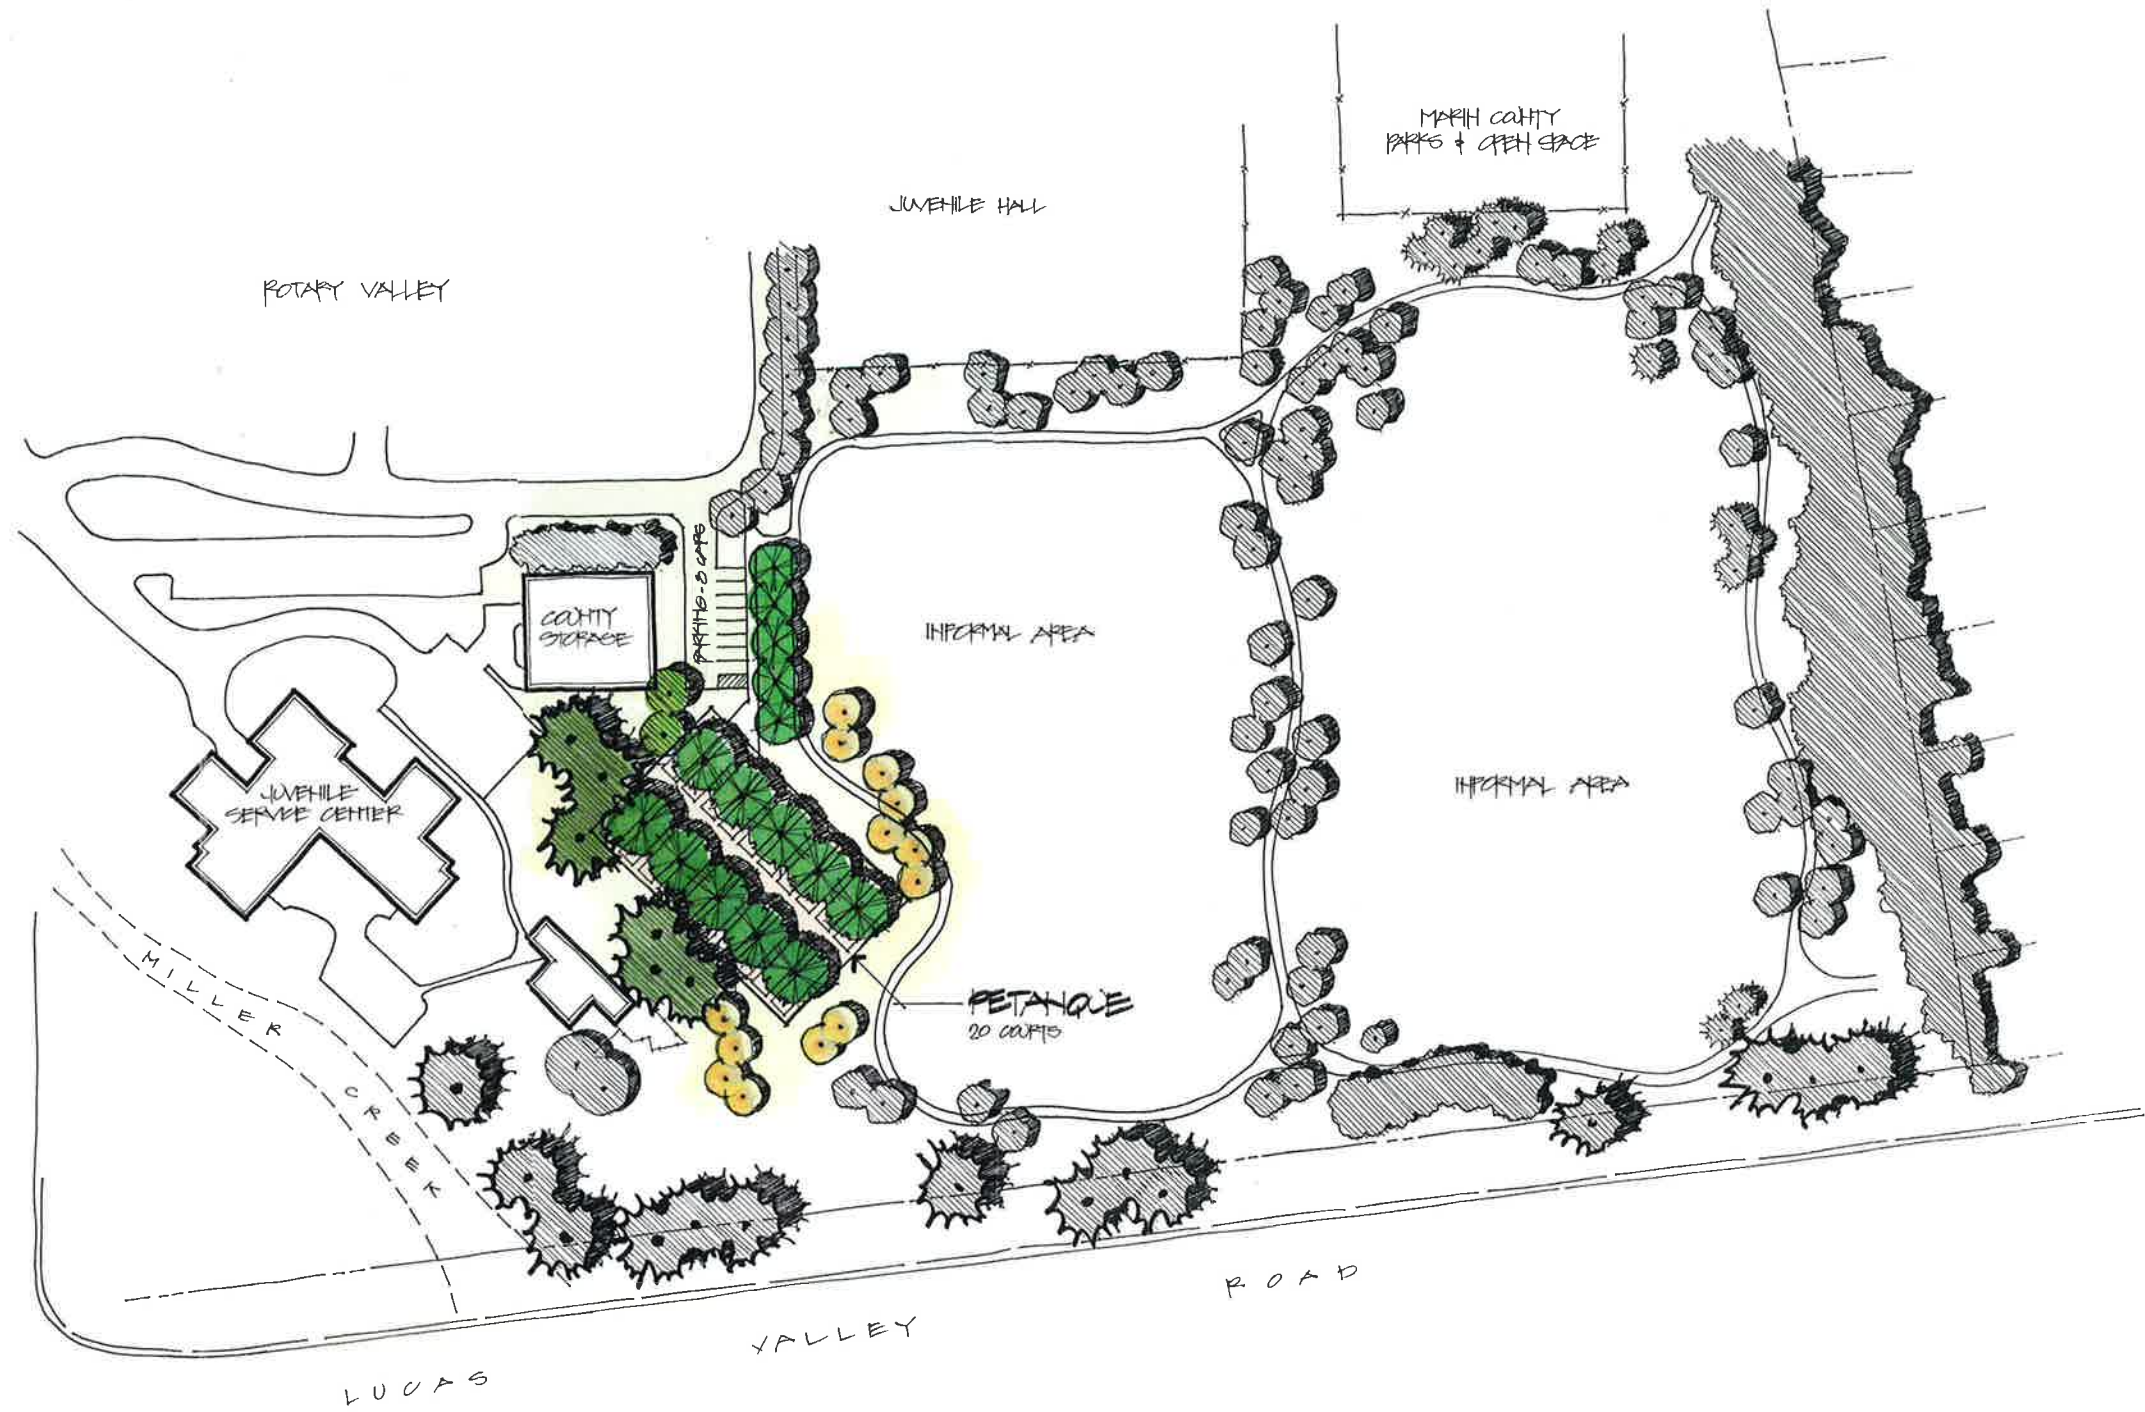 MARIN COUNTY
PARKS & OPEN SPACE
JUVENILE HALL
ROTARY VALLEY
PARKING - 8 CARS
COUNTY
STORAGE
INFORMAL AREA
JUVENILE
SERVICE CENTER
INFORMAL AREA
MILLER
CREEK
PETANQUE
20 COURTS
LUCAS VALLEY ROAD